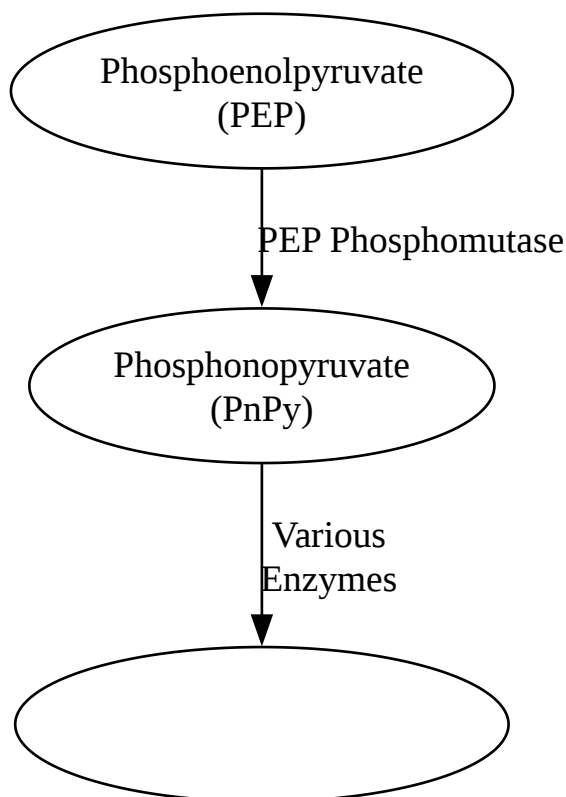 Phosphoenolpyruvate
(PEP)
PEP Phosphomutase
Phosphonopyruvate
(PnPy)
Various
Enzymes